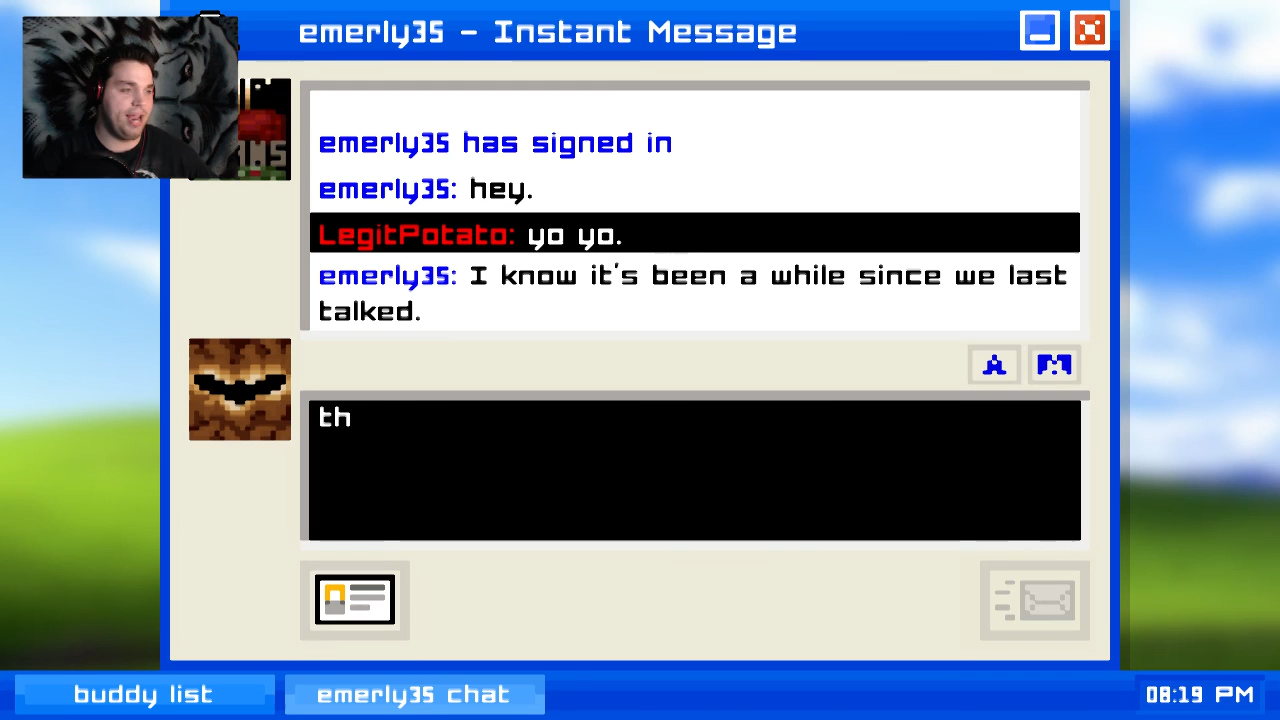 emerly35 - Instant Message
emerly35 has signed in
emerly35: hey.
LegitPotato: yo yo.
emerly35: I know it's been a while since we last
talked.
A M
th
buddy list
emerly35 chat
08:19 PM